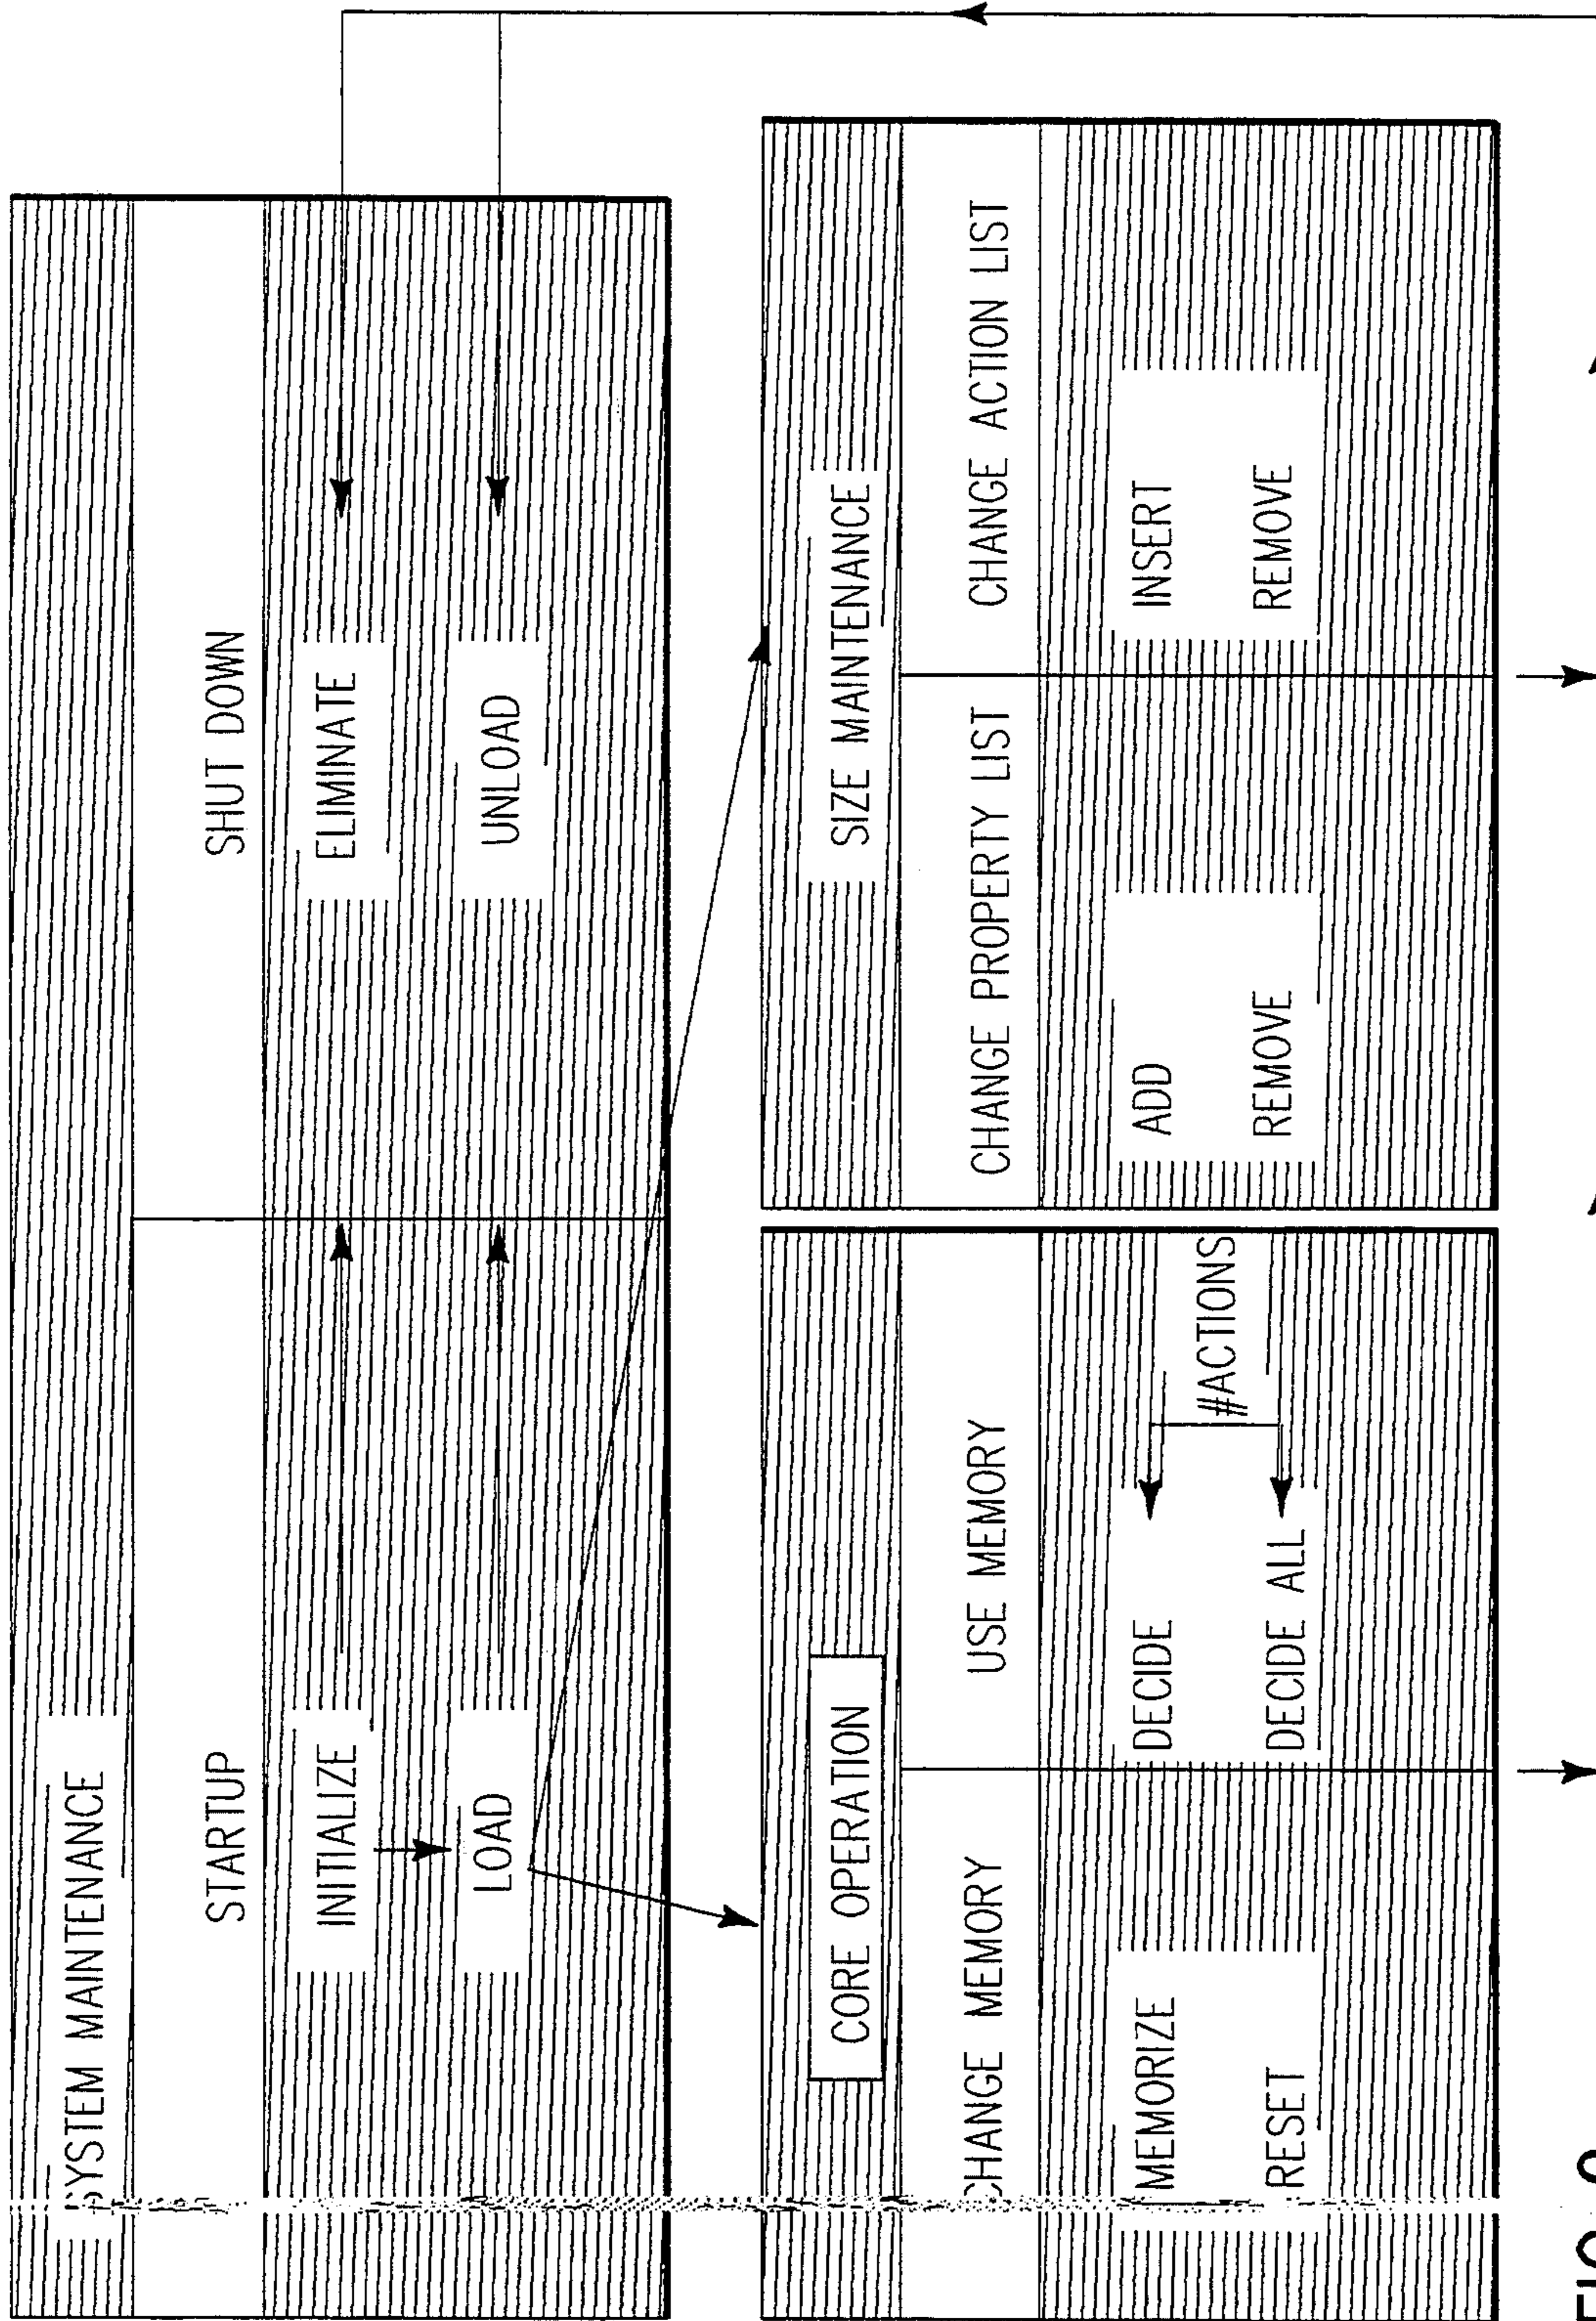 SYSTEM MAINTENANCE
STARTUP
SHUT DOWN
INITIALIZE
ELIMINATE
LOAD
UNLOAD
CORE OPERATION
SIZE MAINTENANCE
CHANGE MEMORY
USE MEMORY
CHANGE PROPERTY LIST
CHANGE ACTION LIST
MEMORIZE
DECIDE
ADD
INSERT
#ACTIONS
RESET
DECIDE ALL
REMOVE
REMOVE